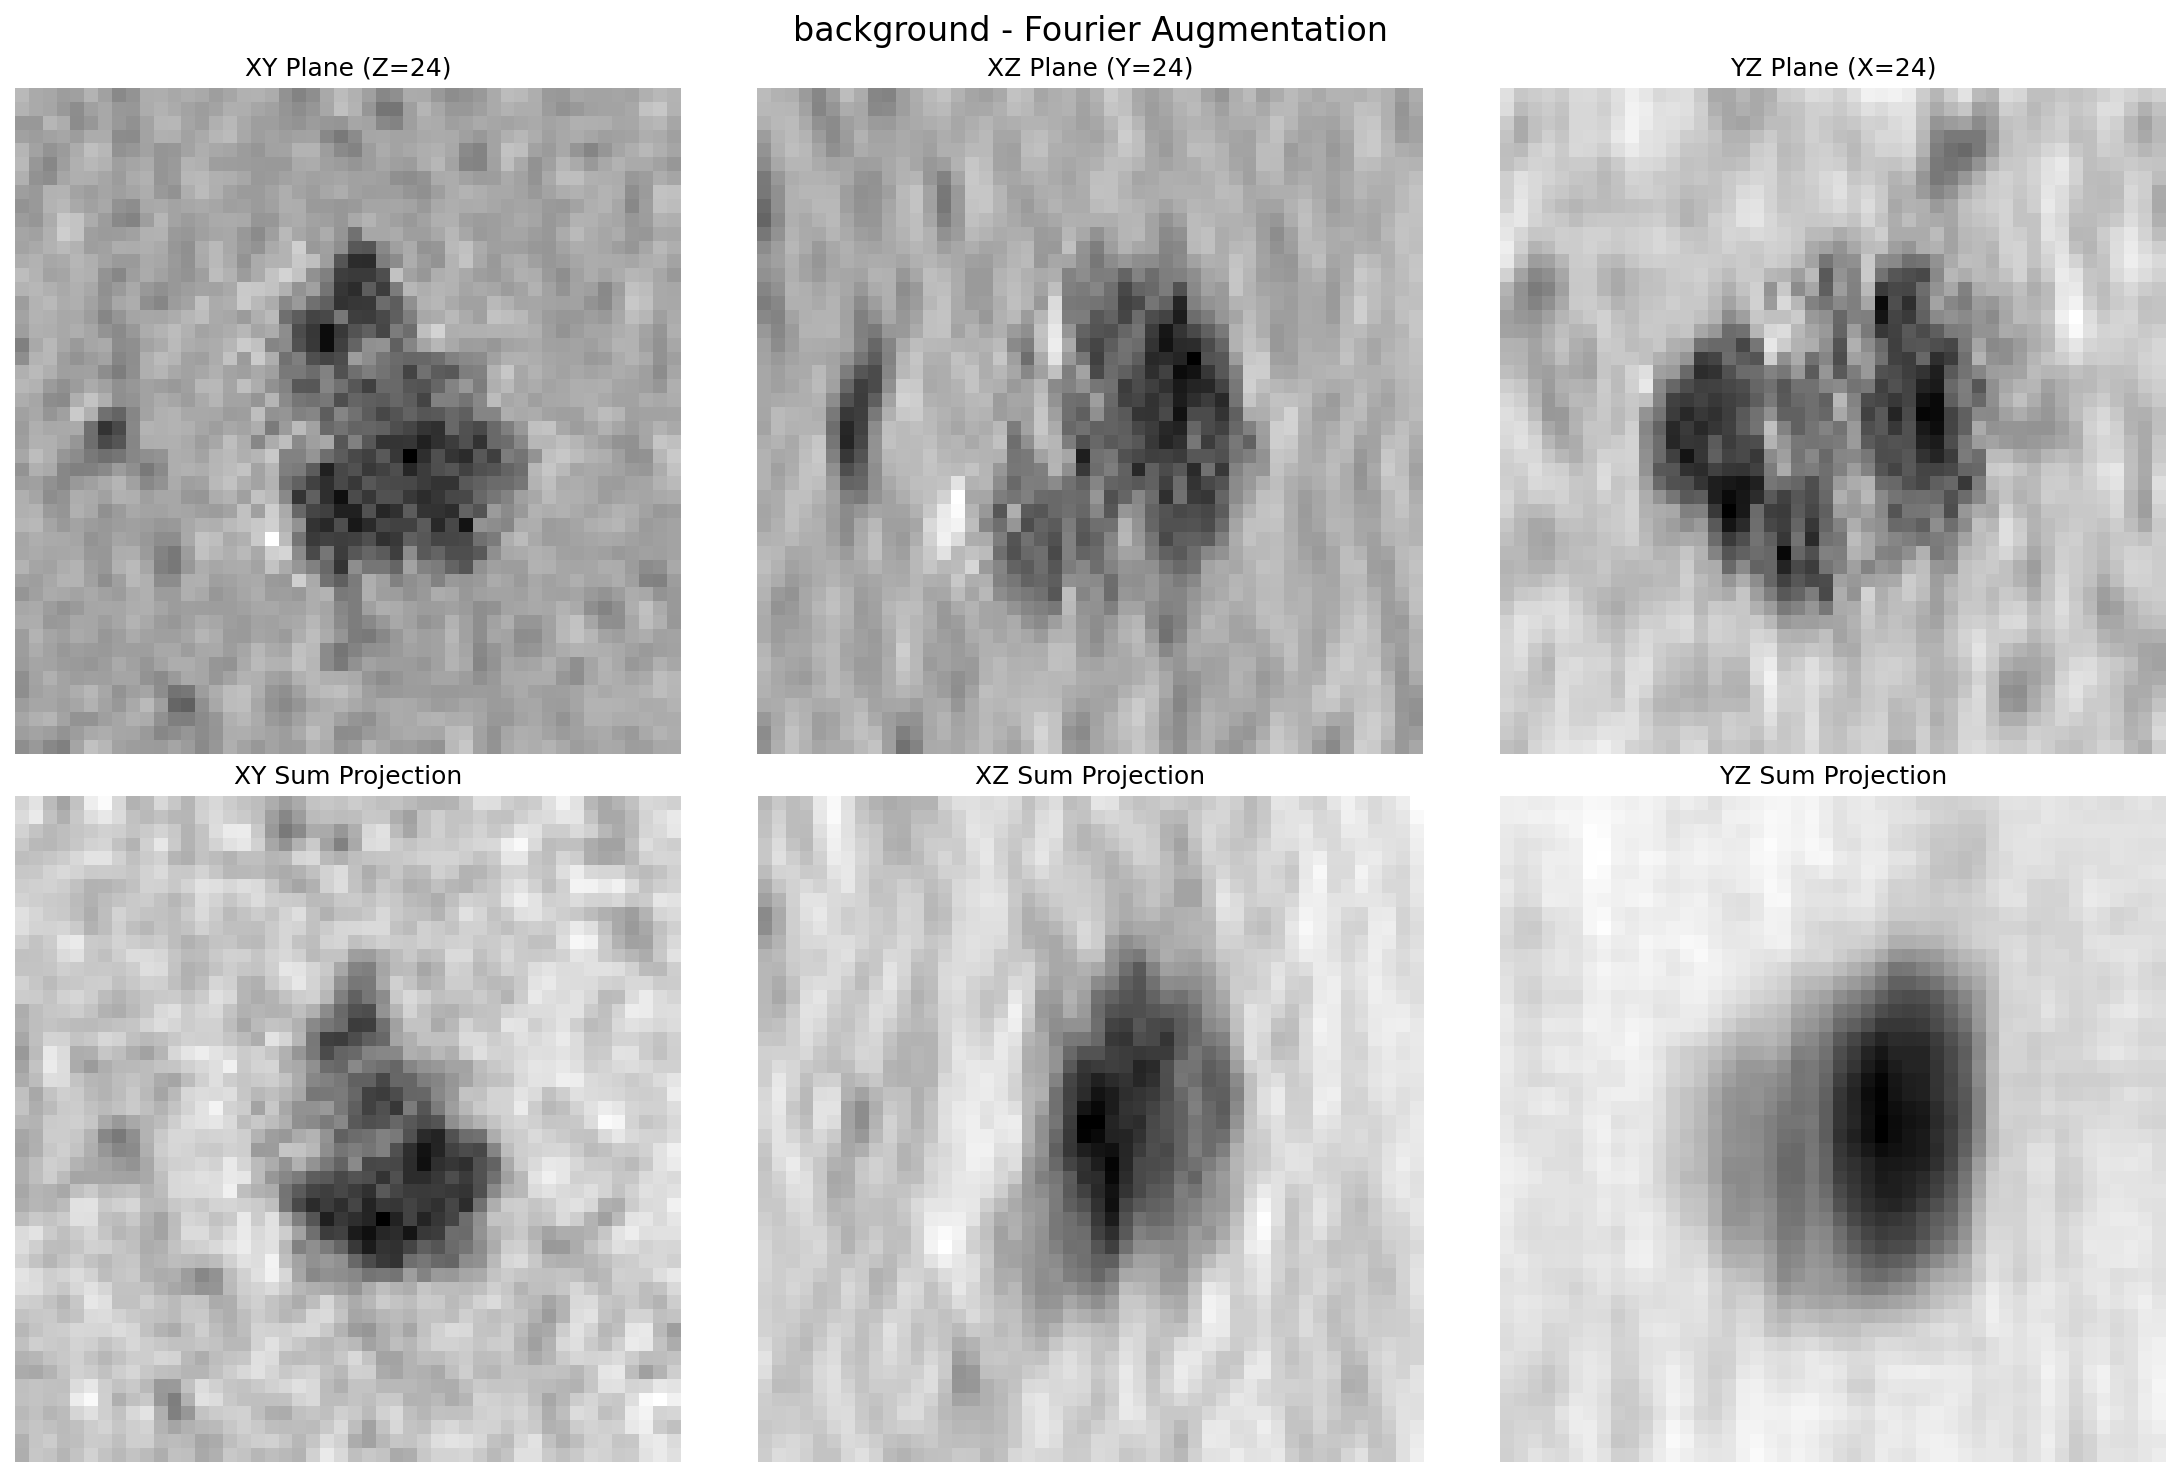 background - Fourier Augmentation
XY Plane (Z=24)
XZ Plane (Y=24)
YZ Plane (X=24)
XY Sum Projection
XZ Sum Projection
YZ Sum Projection